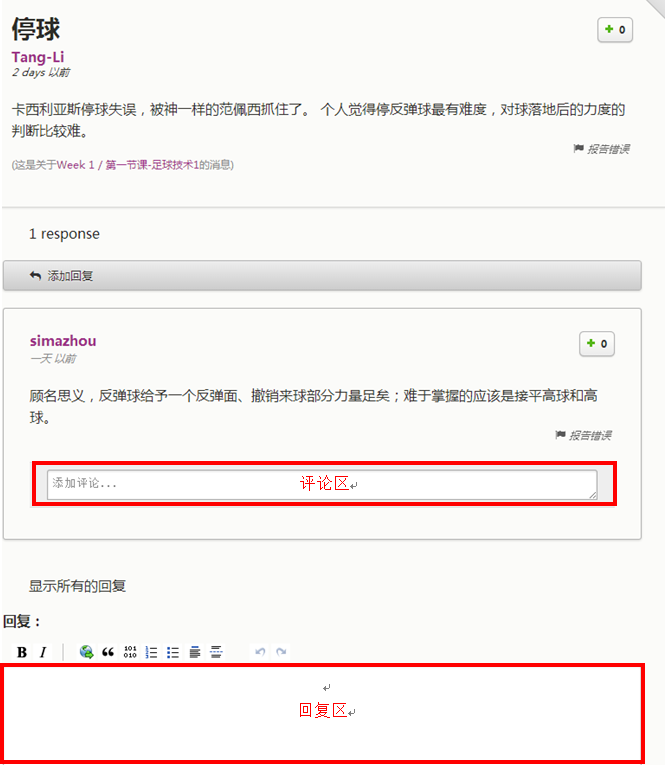 停球
+ 0
Tang-Li
2 days 以前
卡西利亚斯停球失误，被神一样的范佩西抓住了。 个人觉得停反弹球最有难度，对球落地后的力度的
判断比较难。
报告错误
(这是关于Week 1 / 第一节课-足球技术1的消息)
1 response
添加回复
simazhou
+ 0
一天 以前
顾名思义，反弹球给予一个反弹面、撤销来球部分力量足矣；难于掌握的应该是接平高球和高
球。
报告错误
添加评论... 评论区
显示所有的回复
回复：
B I 101 010
回复区